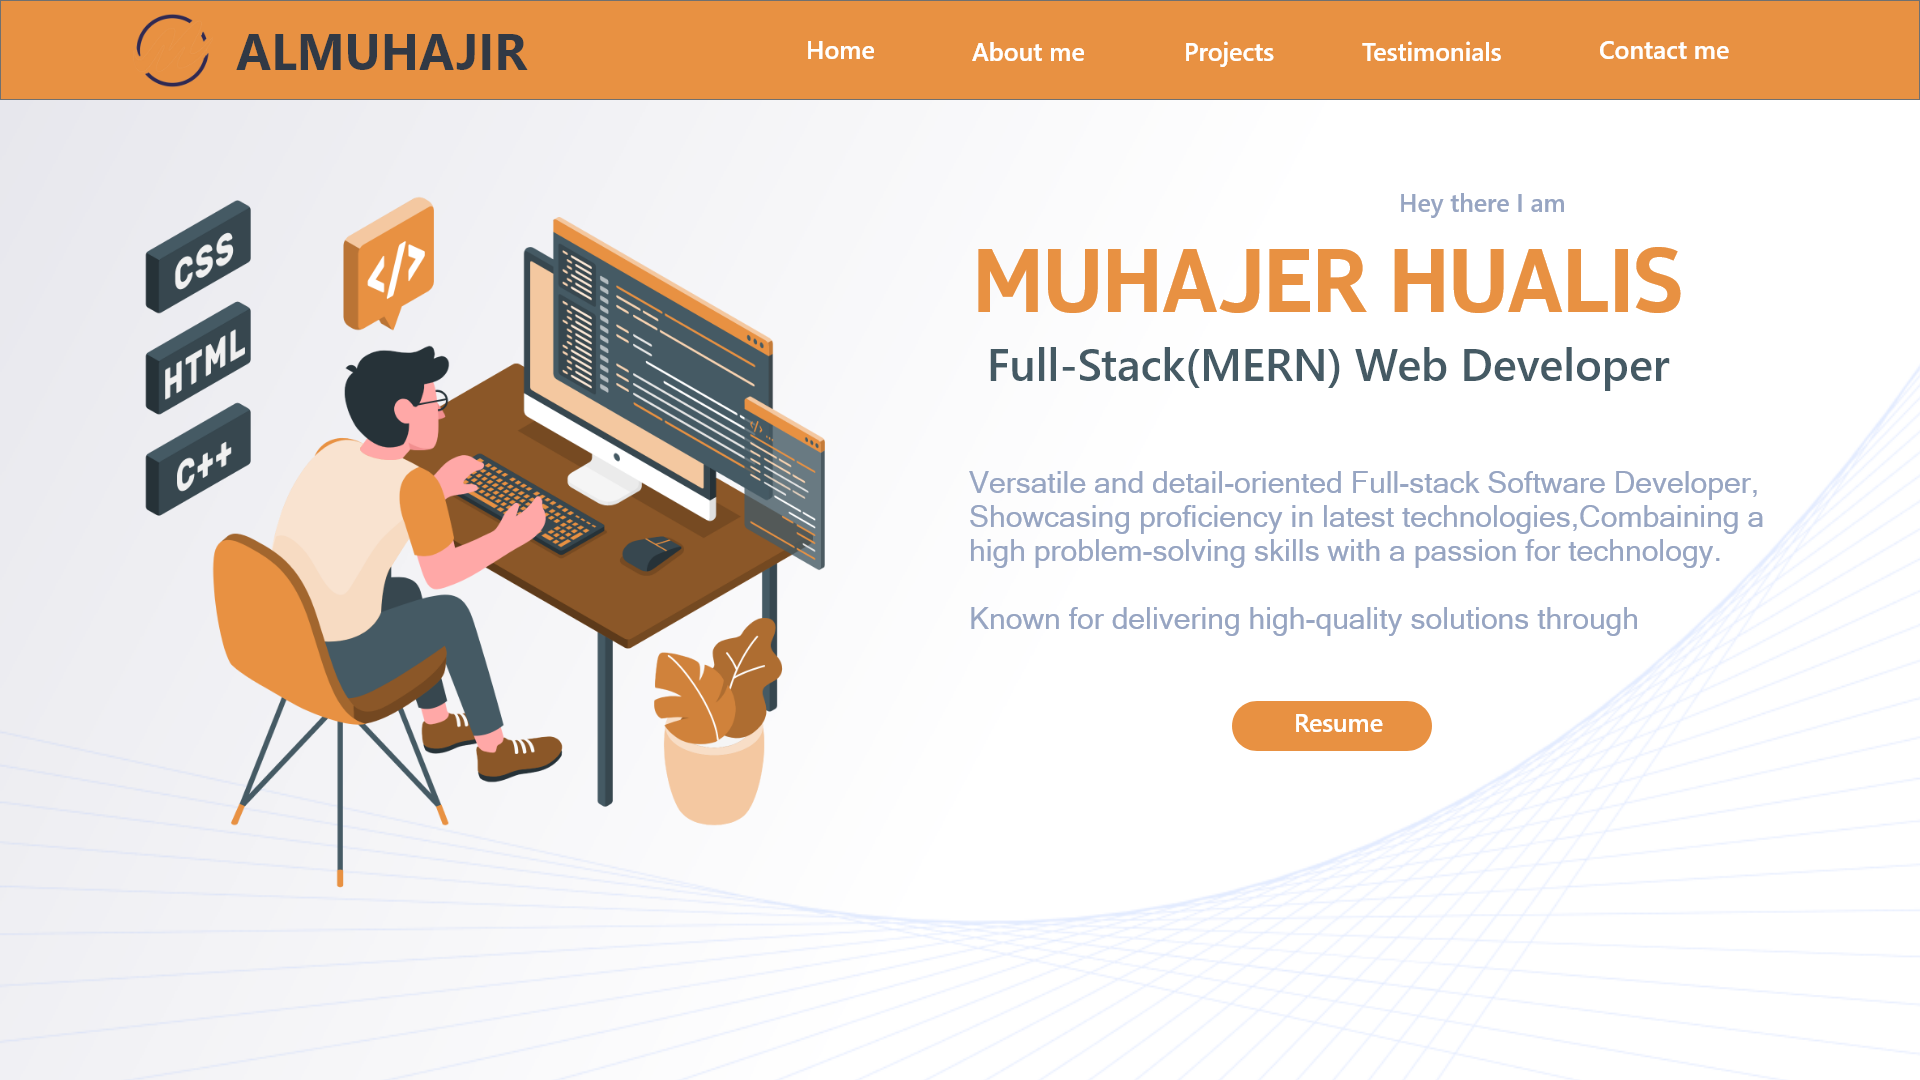 ALMUHAJIR
Home
About me
Projects
Testimonials
Contact me
CSS
HTML
C++
</>
</>...
Hey there I am
MUHAJER HUALIS
Full-Stack(MERN) Web Developer
Versatile and detail-oriented Full-stack Software Developer,
Showcasing proficiency in latest technologies,Combaining a
high problem-solving skills with a passion for technology.
Known for delivering high-quality solutions through
Resume